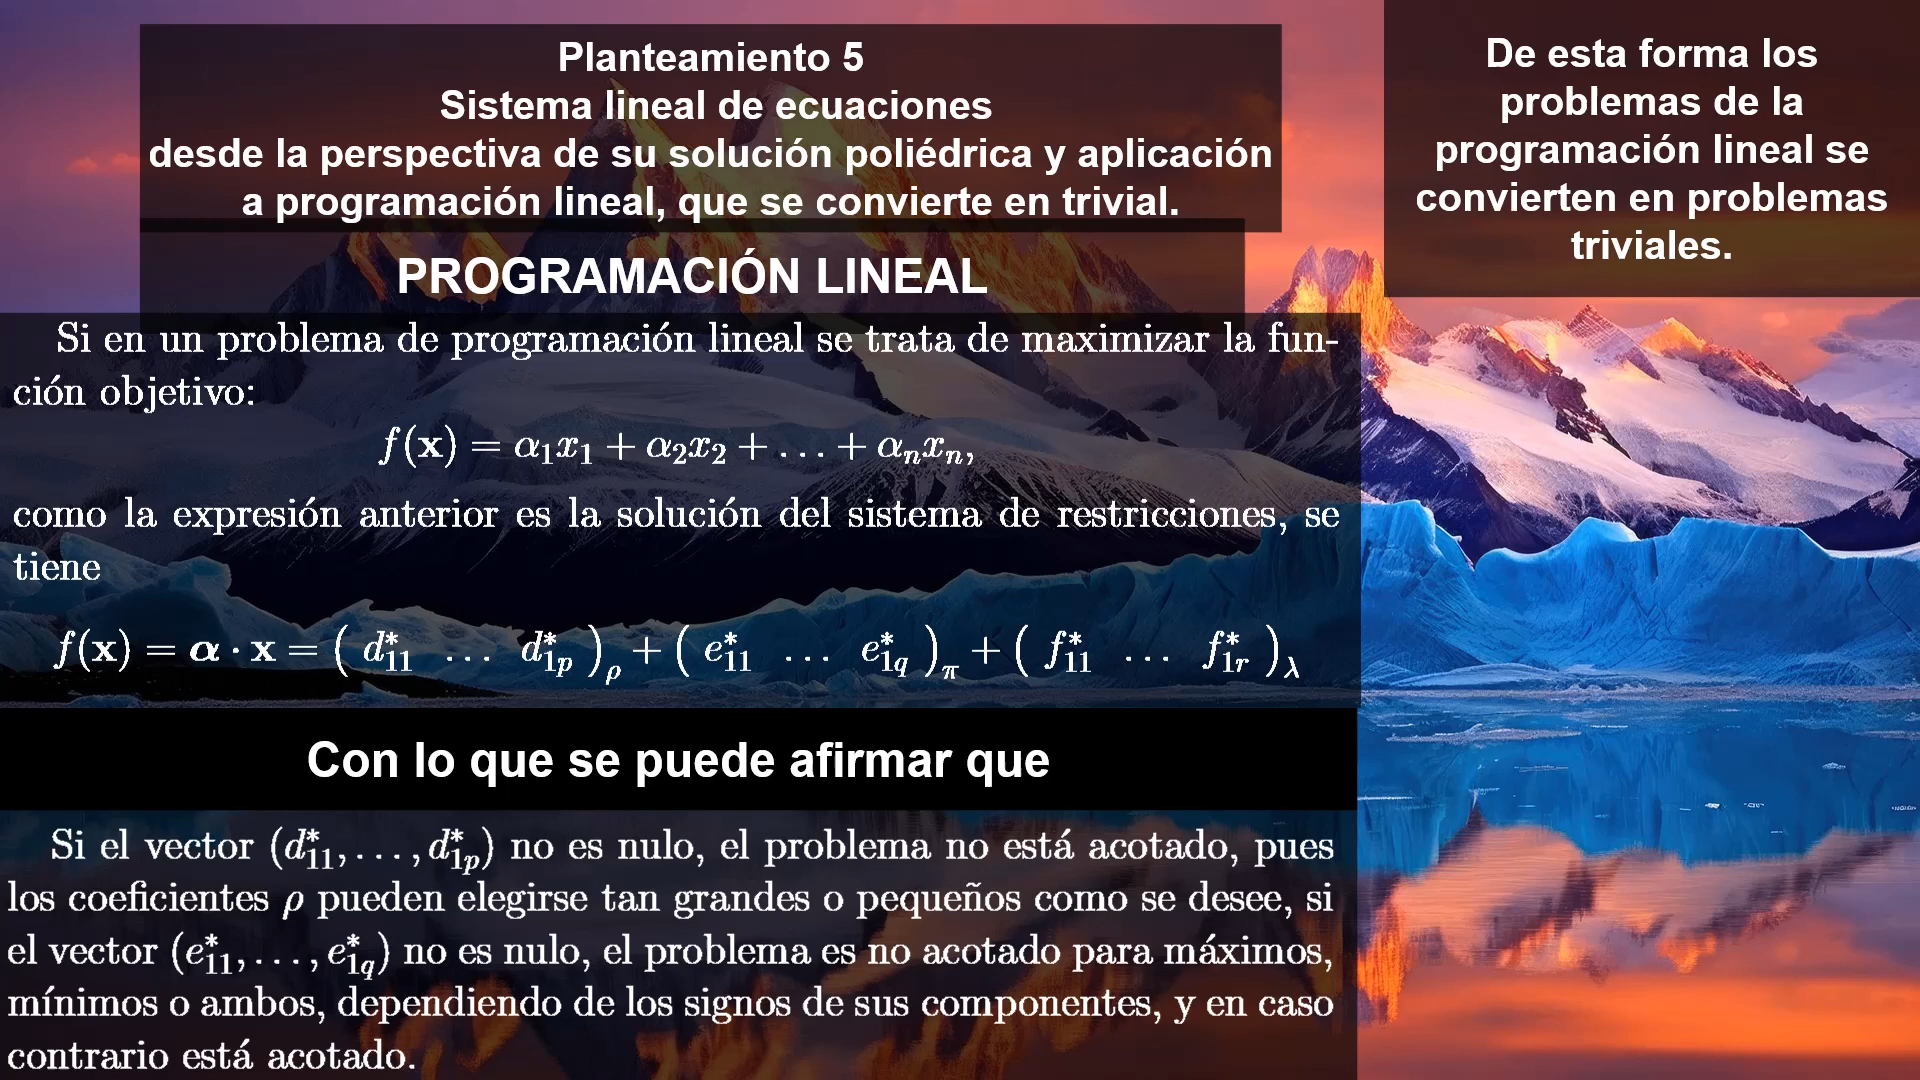 Planteamiento 5
Sistema lineal de ecuaciones
desde la perspectiva de su solución poliédrica y aplicación
a programación lineal, que se convierte en trivial.
PROGRAMACIÓN LINEAL
Si en un problema de programación lineal se trata de maximizar la fun-
ción objetivo:
f(x) = α₁x₁ + α₂x₂ + … + αₙxₙ,
como la expresión anterior es la solución del sistema de restricciones, se
tiene
f(x) = α · x = ( d*₁₁ … d*₁ₚ )_ρ + ( e*₁₁ … e*₁q )_π + ( f*₁₁ … f*₁ᵣ )_λ
Con lo que se puede afirmar que
Si el vector (d*₁₁, …, d*₁ₚ) no es nulo, el problema no está acotado, pues
los coeficientes ρ pueden elegirse tan grandes o pequeños como se desee, si
el vector (e*₁₁, …, e*₁q) no es nulo, el problema es no acotado para máximos,
mínimos o ambos, dependiendo de los signos de sus componentes, y en caso
contrario está acotado.
De esta forma los
problemas de la
programación lineal se
convierten en problemas
triviales.